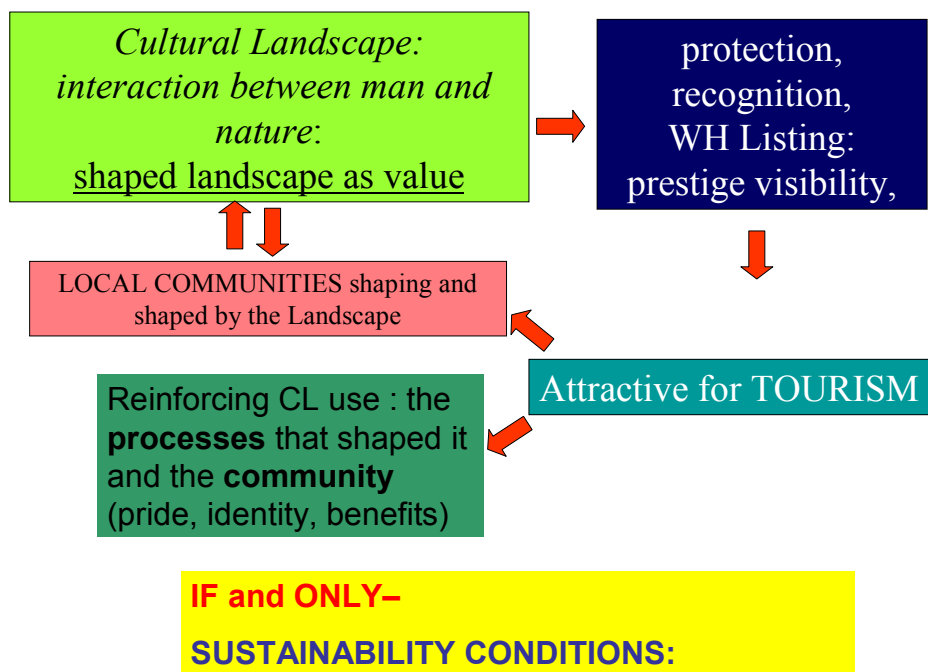 Cultural Landscape:
interaction between man and
nature:
shaped landscape as value
protection,
recognition,
WH Listing:
prestige visibility,
LOCAL COMMUNITIES shaping and
shaped by the Landscape
Attractive for TOURISM
Reinforcing CL use : the
processes that shaped it
and the community
(pride, identity, benefits)
IF and ONLY–
SUSTAINABILITY CONDITIONS: